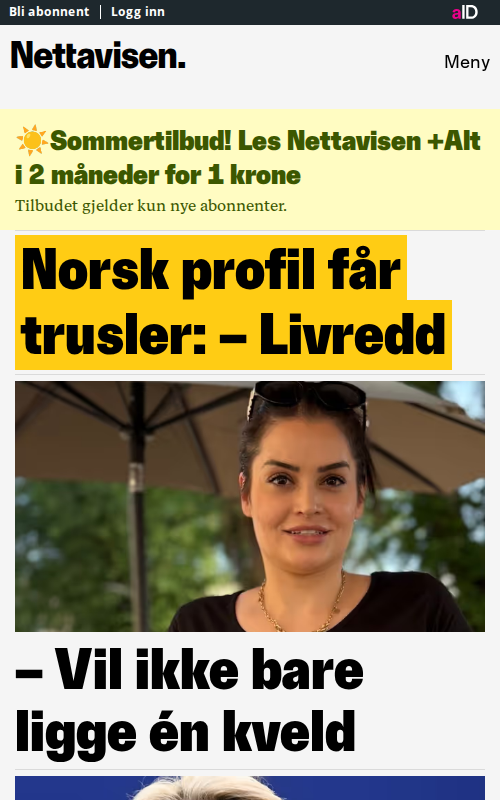 Bli abonnent | Logg inn
aID
Nettavisen.
Meny
☀️Sommertilbud! Les Nettavisen +Alt
i 2 måneder for 1 krone
Tilbudet gjelder kun nye abonnenter.
Norsk profil får
trusler: – Livredd
– Vil ikke bare
ligge én kveld